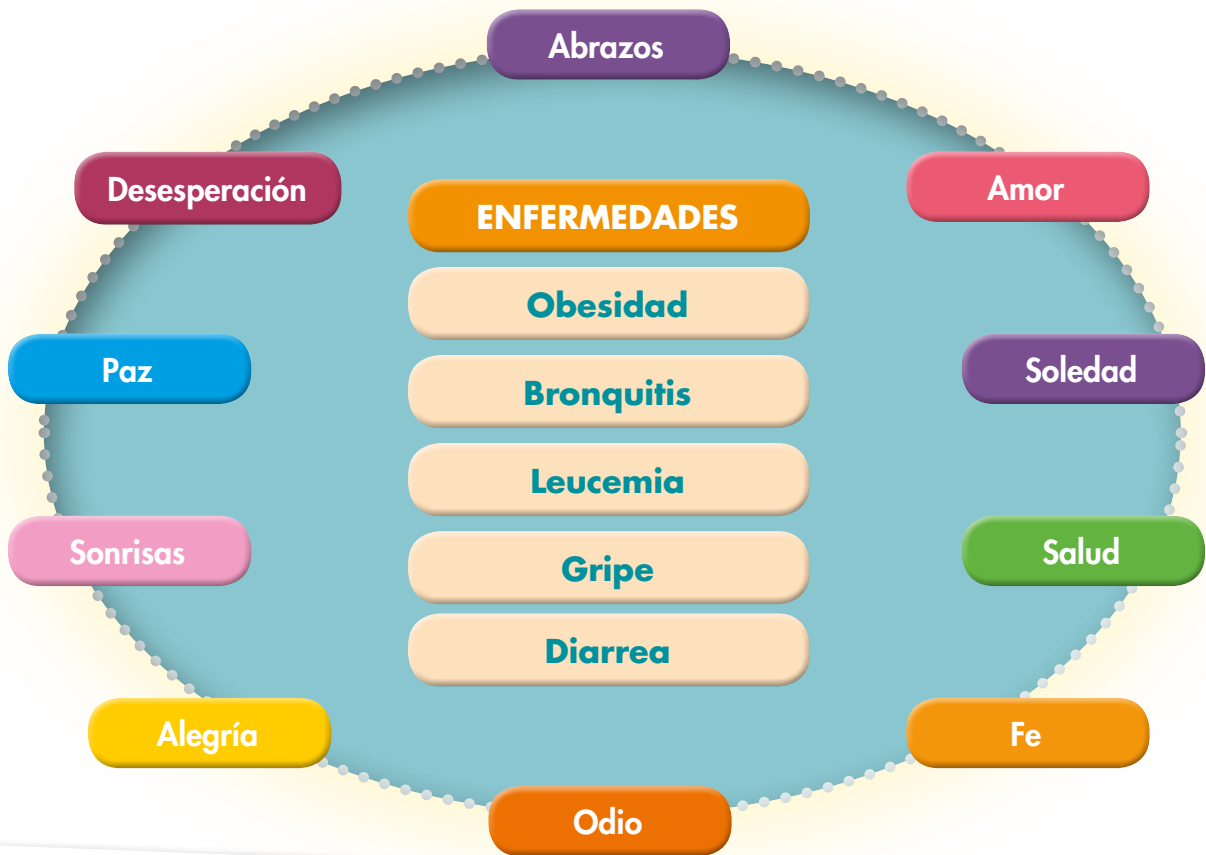 Abrazos
Desesperación
Amor
ENFERMEDADES
Obesidad
Paz
Soledad
Bronquitis
Leucemia
Sonrisas
Salud
Gripe
Diarrea
Alegría
Fe
Odio